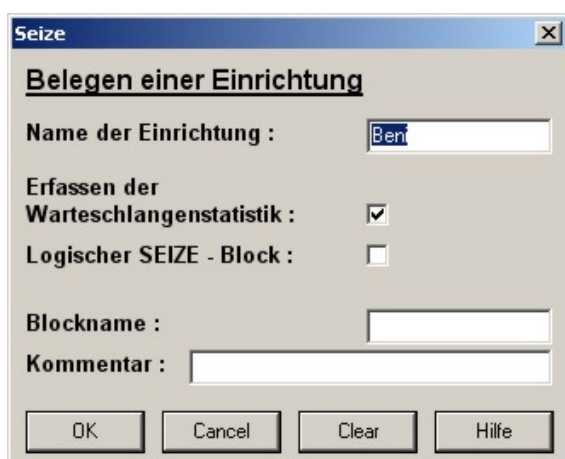 Seize
Belegen einer Einrichtung
Name der Einrichtung : Beni
Erfassen der
Warteschlangenstatistik :
Logischer SEIZE - Block :
Blockname :
Kommentar :
OK Cancel Clear Hilfe